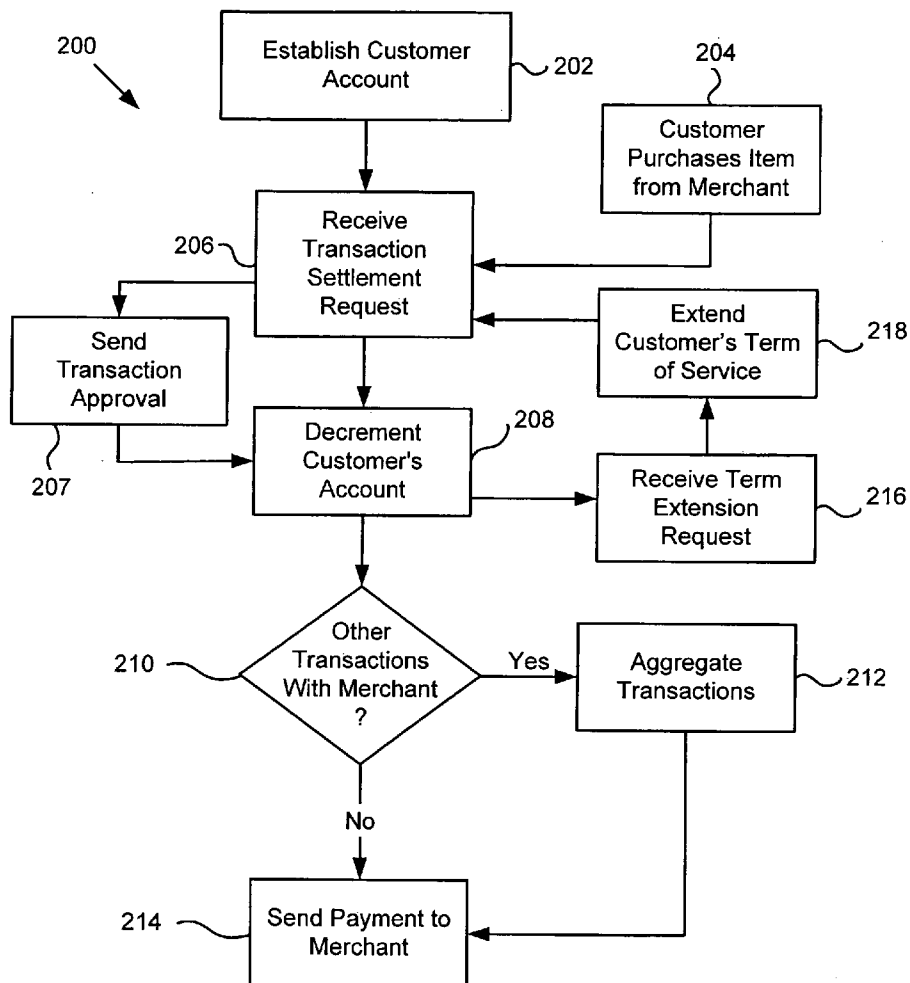 200
Establish Customer
Account
202
204
Customer
Purchases Item
from Merchant
206
Receive
Transaction
Settlement
Request
Send
Transaction
Approval
207
Extend
Customer's Term
of Service
218
Decrement
Customer's
Account
208
Receive Term
Extension
Request
216
210
Other
Transactions
With Merchant
?
Yes
Aggregate
Transactions
212
No
214
Send Payment to
Merchant